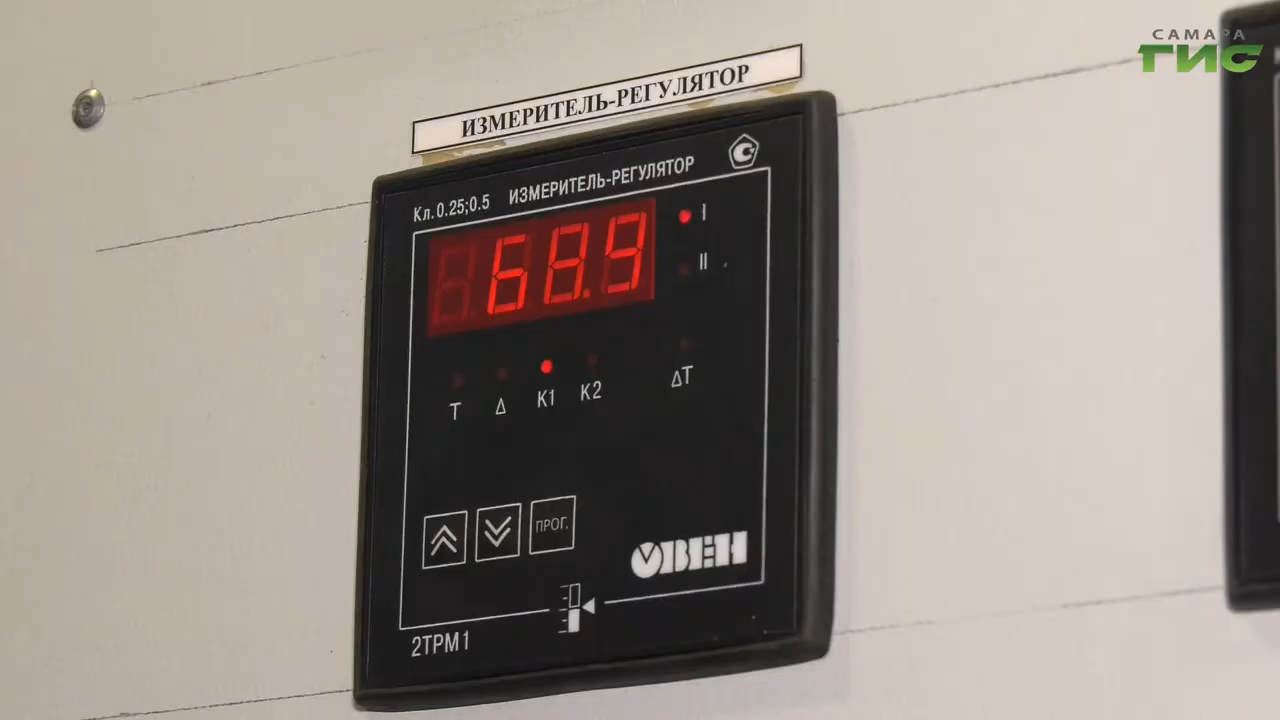 САМАРА
ГИС
ИЗМЕРИТЕЛЬ-РЕГУЛЯТОР
Кл. 0.25;0.5 ИЗМЕРИТЕЛЬ-РЕГУЛЯТОР
68.9
I
II
T Δ K1 K2 ΔT
ПРОГ.
ОВЕН
2ТРМ1